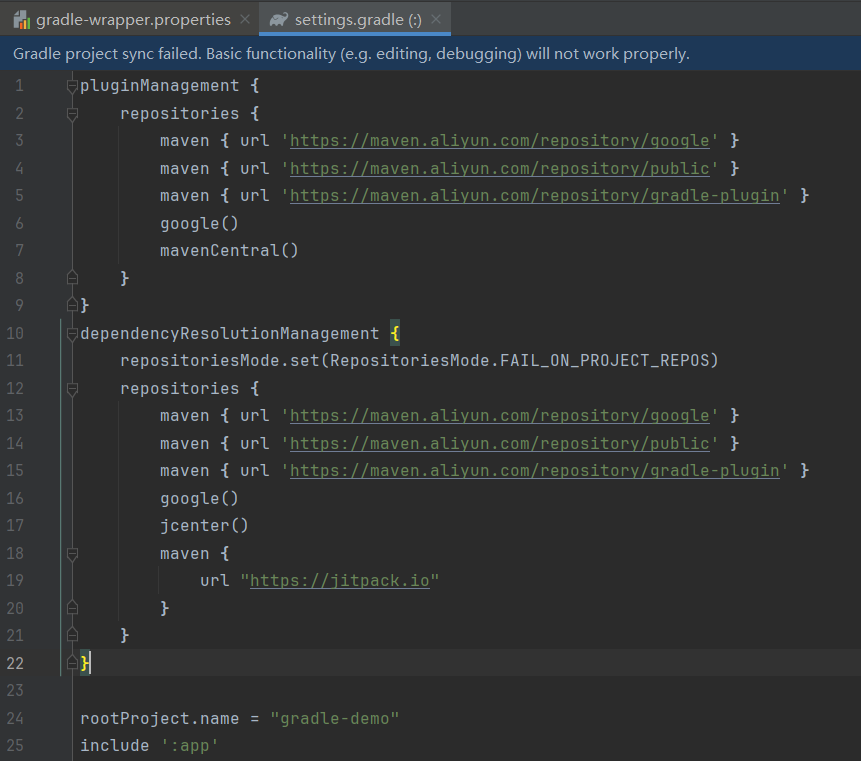 gradle-wrapper.properties settings.gradle (:)
Gradle project sync failed. Basic functionality (e.g. editing, debugging) will not work properly.
1 pluginManagement {
2 repositories {
3 maven { url 'https://maven.aliyun.com/repository/google' }
4 maven { url 'https://maven.aliyun.com/repository/public' }
5 maven { url 'https://maven.aliyun.com/repository/gradle-plugin' }
6 google()
7 mavenCentral()
8 }
9 }
10 dependencyResolutionManagement {
11 repositoriesMode.set(RepositoriesMode.FAIL_ON_PROJECT_REPOS)
12 repositories {
13 maven { url 'https://maven.aliyun.com/repository/google' }
14 maven { url 'https://maven.aliyun.com/repository/public' }
15 maven { url 'https://maven.aliyun.com/repository/gradle-plugin' }
16 google()
17 jcenter()
18 maven {
19 url "https://jitpack.io"
20 }
21 }
22 }
23
24 rootProject.name = "gradle-demo"
25 include ':app'